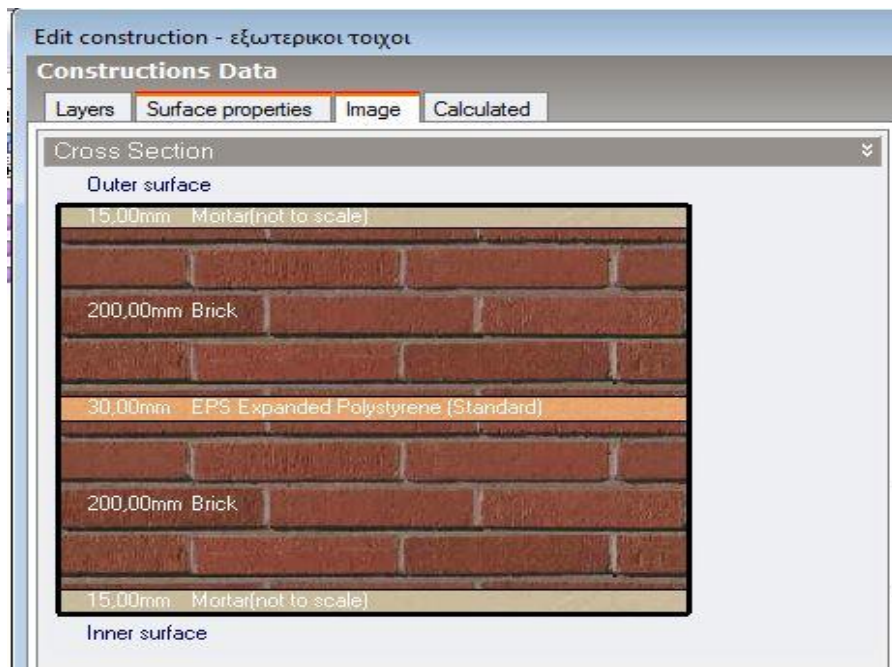 Edit construction - εξωτερικοι τοιχοι
Constructions Data
Layers Surface properties Image Calculated
Cross Section
Outer surface
15,00mm Mortar(not to scale)
200,00mm Brick
30,00mm EPS Expanded Polystyrene (Standard)
200,00mm Brick
15,00mm Mortar(not to scale)
Inner surface